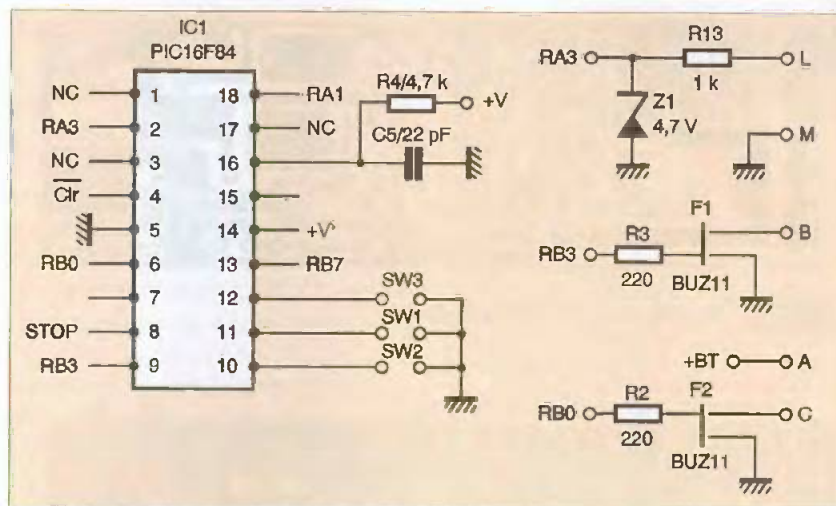 IC1
PIC16F84
NC 1 18 RA1
RA3 2 17 NC
NC 3 16
Clr 4 15
5 14 +V
RB0 6 13 RB7
7 12
STOP 8 11
RB3 9 10
R4/4,7 k
+V
C5/22 pF
SW3
SW1
SW2
RA3
R13
1 k
L
Z1
4,7 V
M
F1
RB3
R3
220
B
BUZ11
+BT
A
F2
RB0
R2
220
C
BUZ11